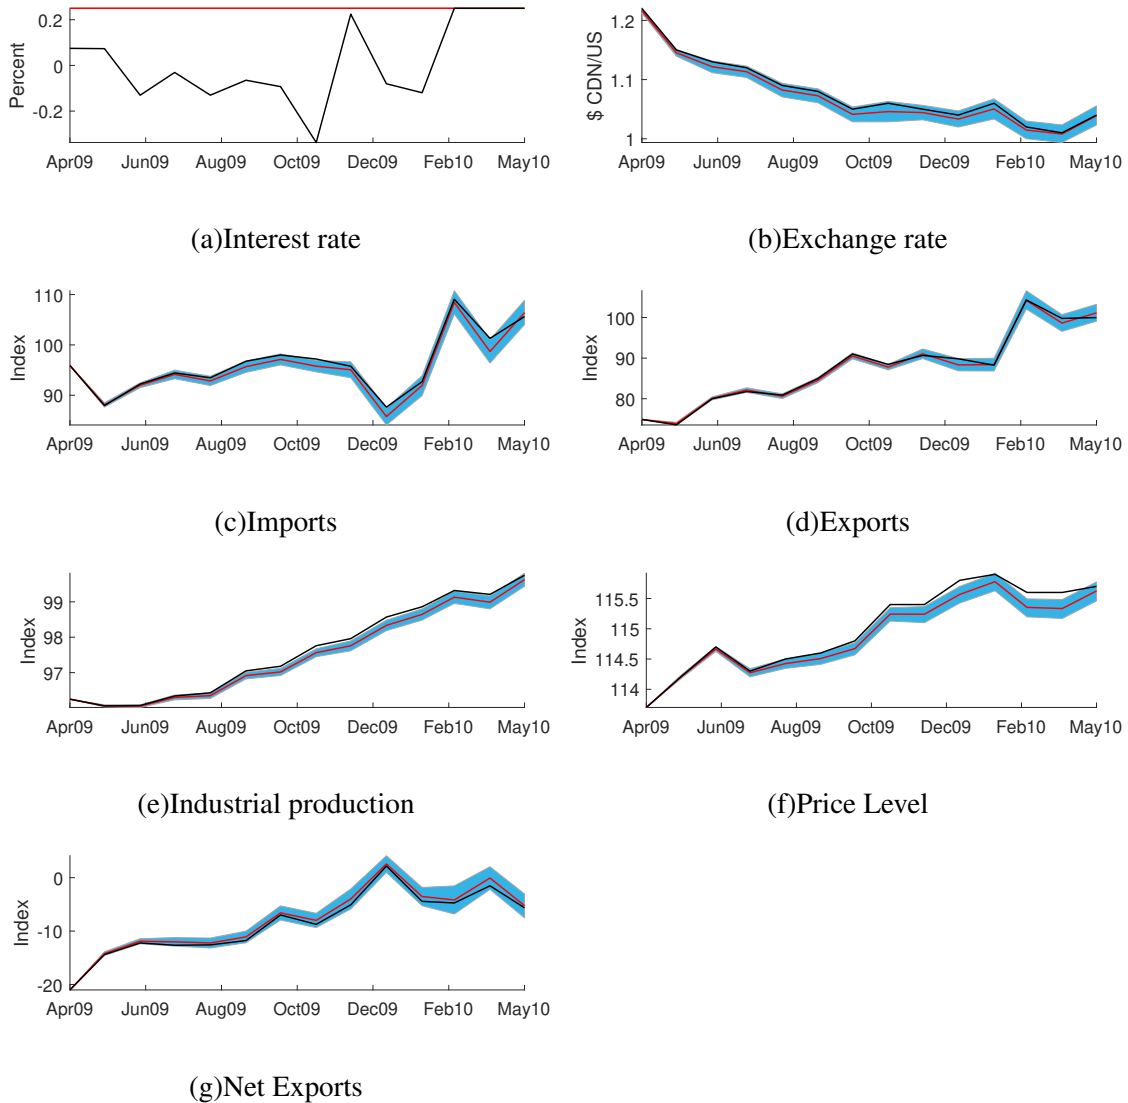 0.2
0
-0.2
Percent
Apr09 Jun09 Aug09 Oct09 Dec09 Feb10 May10
(a)Interest rate
1.2
1.1
1
$ CDN/US
Apr09 Jun09 Aug09 Oct09 Dec09 Feb10 May10
(b)Exchange rate
110
100
90
Index
Apr09 Jun09 Aug09 Oct09 Dec09 Feb10 May10
(c)Imports
100
90
80
Index
Apr09 Jun09 Aug09 Oct09 Dec09 Feb10 May10
(d)Exports
99
98
97
Index
Apr09 Jun09 Aug09 Oct09 Dec09 Feb10 May10
(e)Industrial production
115.5
115
114.5
114
Index
Apr09 Jun09 Aug09 Oct09 Dec09 Feb10 May10
(f)Price Level
0
-10
-20
Index
Apr09 Jun09 Aug09 Oct09 Dec09 Feb10 May10
(g)Net Exports